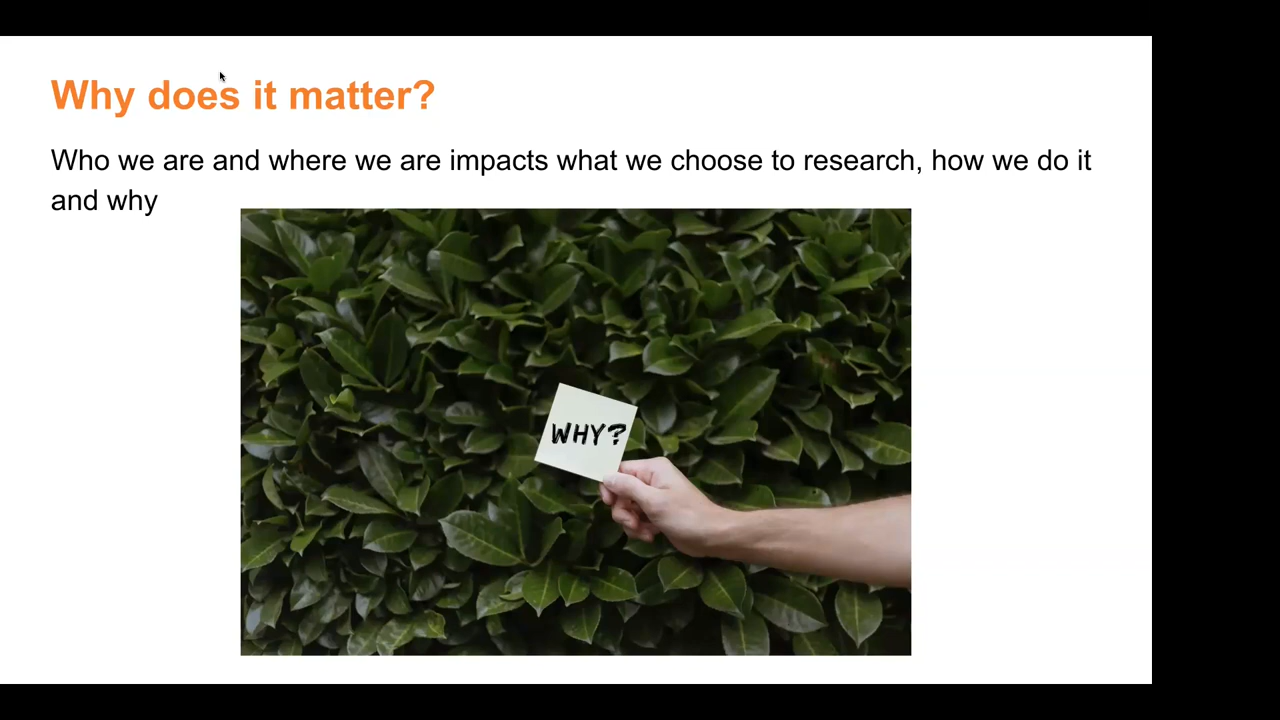 Why does it matter?
Who we are and where we are impacts what we choose to research, how we do it
and why
WHY?